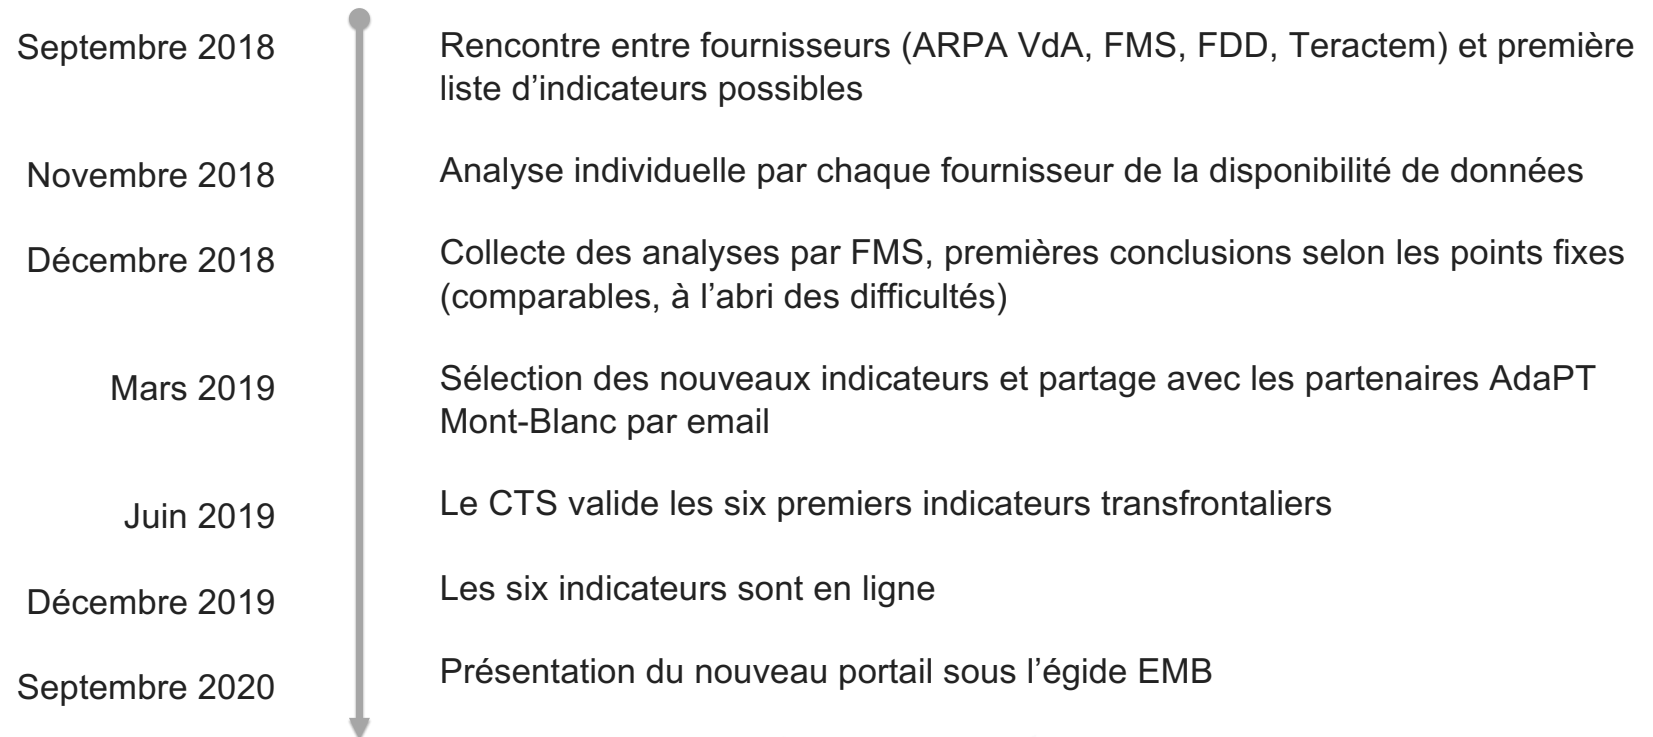 Septembre 2018
Rencontre entre fournisseurs (ARPA VdA, FMS, FDD, Teractem) et première
liste d’indicateurs possibles
Novembre 2018
Analyse individuelle par chaque fournisseur de la disponibilité de données
Décembre 2018
Collecte des analyses par FMS, premières conclusions selon les points fixes
(comparables, à l’abri des difficultés)
Mars 2019
Sélection des nouveaux indicateurs et partage avec les partenaires AdaPT
Mont-Blanc par email
Juin 2019
Le CTS valide les six premiers indicateurs transfrontaliers
Décembre 2019
Les six indicateurs sont en ligne
Septembre 2020
Présentation du nouveau portail sous l’égide EMB